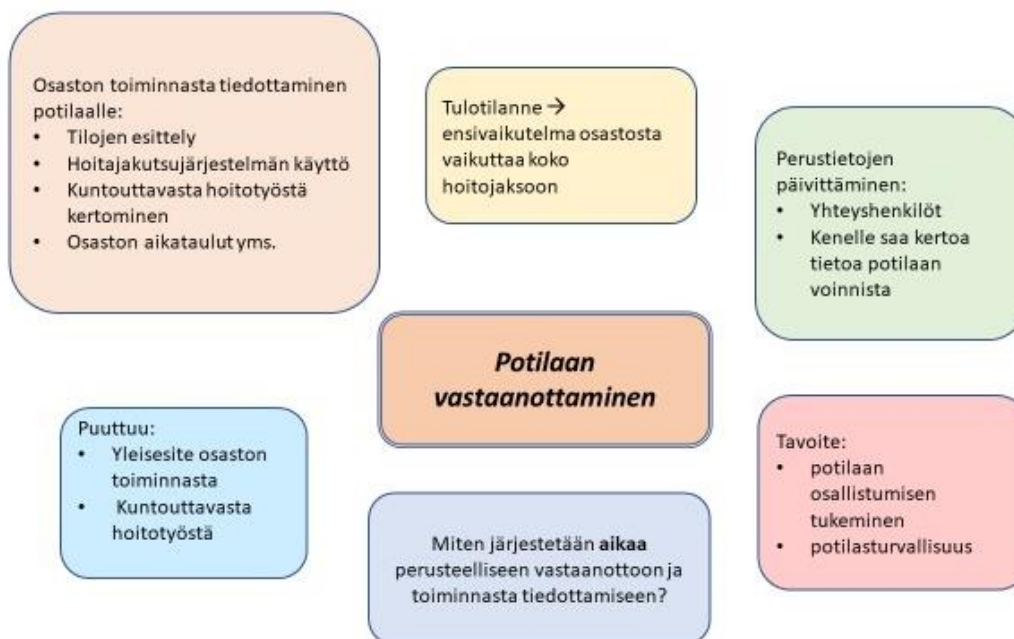 Osaston toiminnasta tiedottaminen
potilaalle:
• Tilojen esittely
• Hoitajakutsujärjestelmän käyttö
• Kuntouttavasta hoitotyöstä
kertominen
• Osaston aikataulut yms.
Tulotilanne →
ensivaikutelma osastosta
vaikuttaa koko
hoitojaksoon
Perustietojen
päivittäminen:
• Yhteyshenkilöt
• Kenelle saa kertoa
tietoa potilaan
voinnista
Potilaan
vastaanottaminen
Puuttuu:
• Yleisesite osaston
toiminnasta
• Kuntouttavasta
hoitotyöstä
Miten järjestetään aikaa
perusteelliseen vastaanottoon ja
toiminnasta tiedottamiseen?
Tavoite:
• potilaan
osallistumisen
tukeminen
• potilasturvallisuus